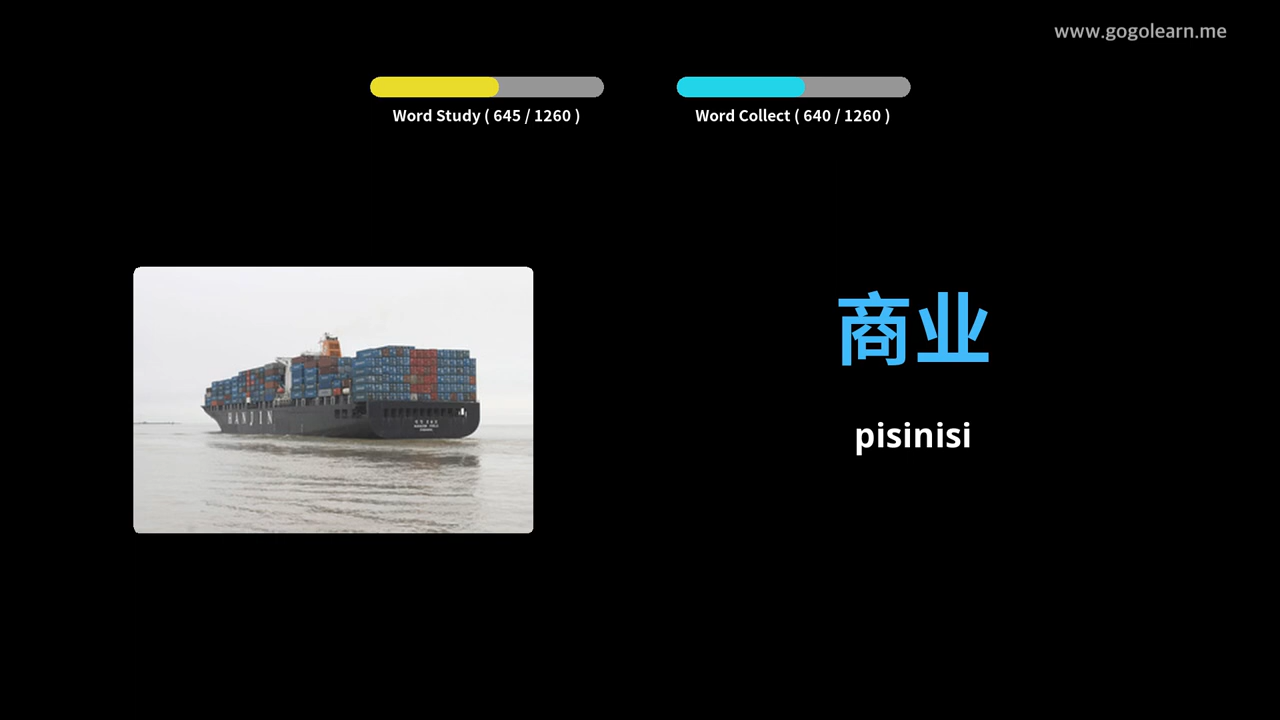 www.gogolearn.me
Word Study ( 645 / 1260 )
Word Collect ( 640 / 1260 )
商业
pisinisi
HANJIN